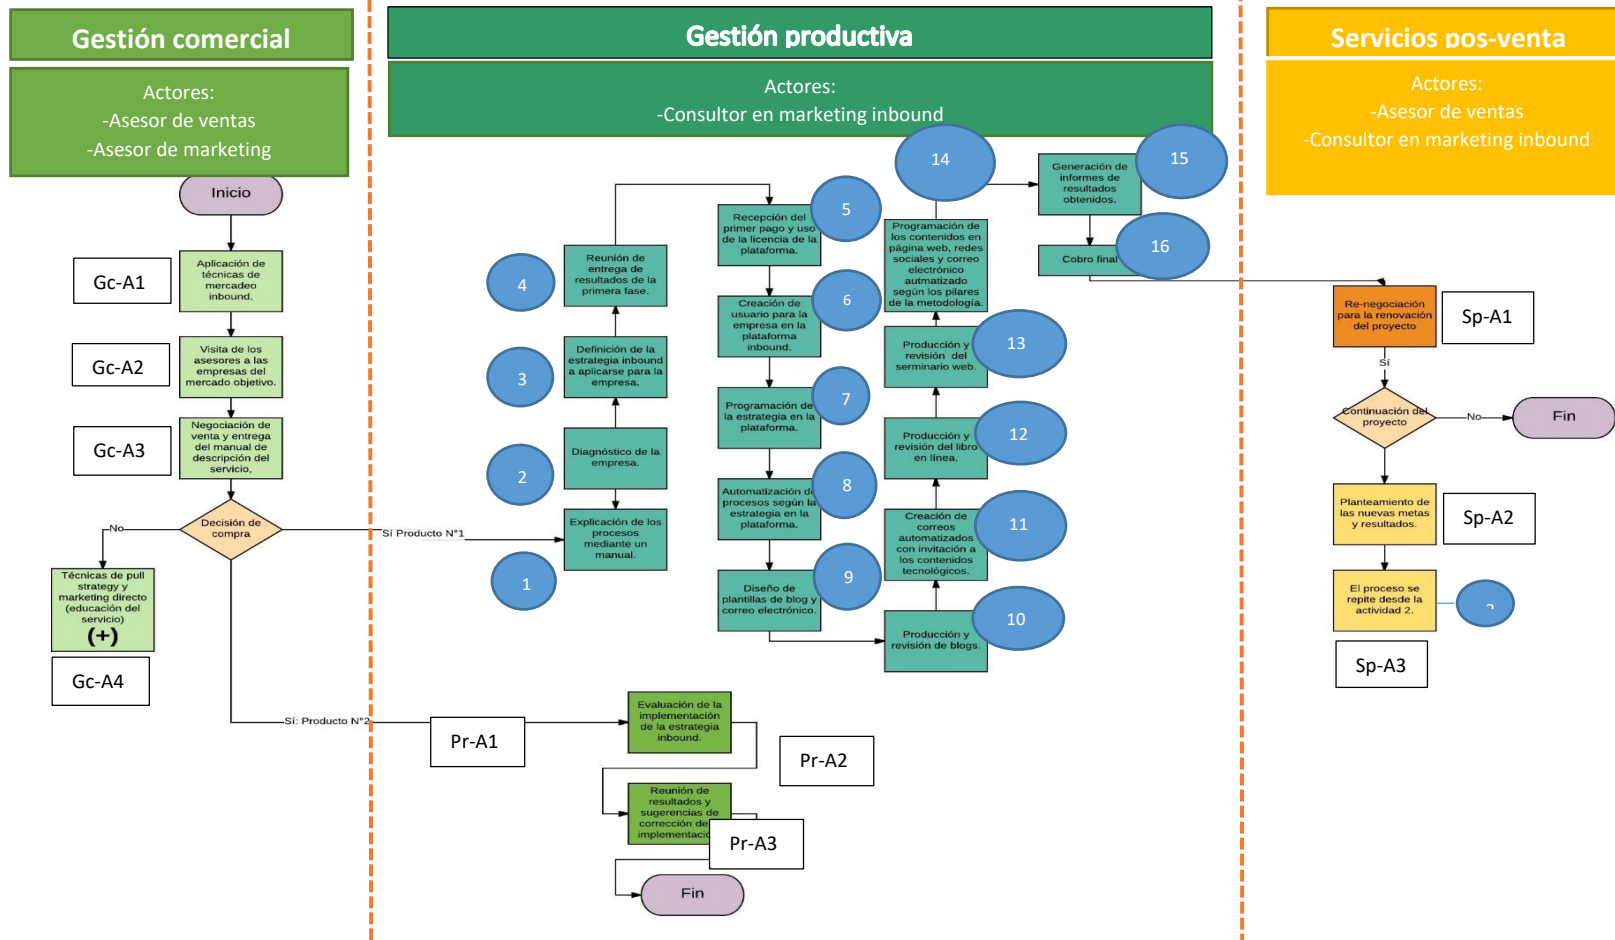 Gestión comercial
Actores:
-Asesor de ventas
-Asesor de marketing
Inicio
Gc-A1
Aplicación de
técnicas de
mercadeo
inbound.
Gc-A2
Visita de los
asesores a las
empresas del
mercado objetivo.
Gc-A3
Negociación de
venta y entrega
del manual de
descripción del
servicio,
Decisión de
compra
No
Técnicas de pull
strategy y
marketing directo
(educación del
servicio)
(+)
Gc-A4
Sí Producto N°1
Sí: Producto N°2
Gestión productiva
Actores:
-Consultor en marketing inbound
1
Explicación de los
procesos
mediante un
manual.
2
Diagnóstico de la
empresa.
3
Definición de la
estrategia inbound
a aplicarse para la
empresa.
4
Reunión de
entrega de
resultados de la
primera fase.
5
Recepción del
primer pago y uso
de la licencia de la
plataforma.
6
Creación de
usuario para la
empresa en la
plataforma
inbound.
7
Programación de
la estrategia en la
plataforma.
8
Automatización de
procesos según la
estrategia en la
plataforma.
9
Diseño de
plantillas de blog y
correo electrónico.
10
Producción y
revisión de blogs.
11
Creación de
correos
automatizados
con invitación a
los contenidos
tecnológicos.
12
Producción y
revisión del libro
en línea.
13
Producción y
revisión del
serminario web.
14
Programación de
los contenidos en
página web, redes
sociales y correo
electrónico
autmatizado
según los pilares
de la metodología.
15
Generación de
informes de
resultados
obtenidos.
16
Cobro final
Pr-A1
Evaluación de la
implementación
de la estrategia
inbound.
Pr-A2
Reunión de
resultados y
sugerencias de
corrección de
implementació
Pr-A3
Fin
Servicios pos-venta
Actores:
-Asesor de ventas
-Consultor en marketing inbound
Re-negociación
para la renovación
del proyecto
Sp-A1
Sí
Continuación del
proyecto
No
Fin
Planteamiento de
las nuevas metas
y resultados.
Sp-A2
El proceso se
repite desde la
actividad 2.
Sp-A3